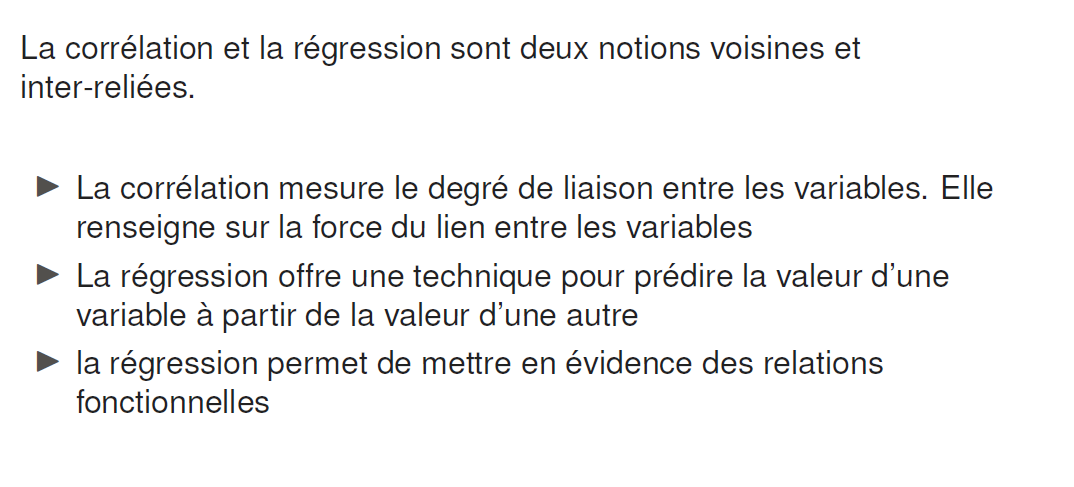 La corrélation et la régression sont deux notions voisines et
inter-reliées.
► La corrélation mesure le degré de liaison entre les variables. Elle
renseigne sur la force du lien entre les variables
► La régression offre une technique pour prédire la valeur d'une
variable à partir de la valeur d'une autre
► la régression permet de mettre en évidence des relations
fonctionnelles